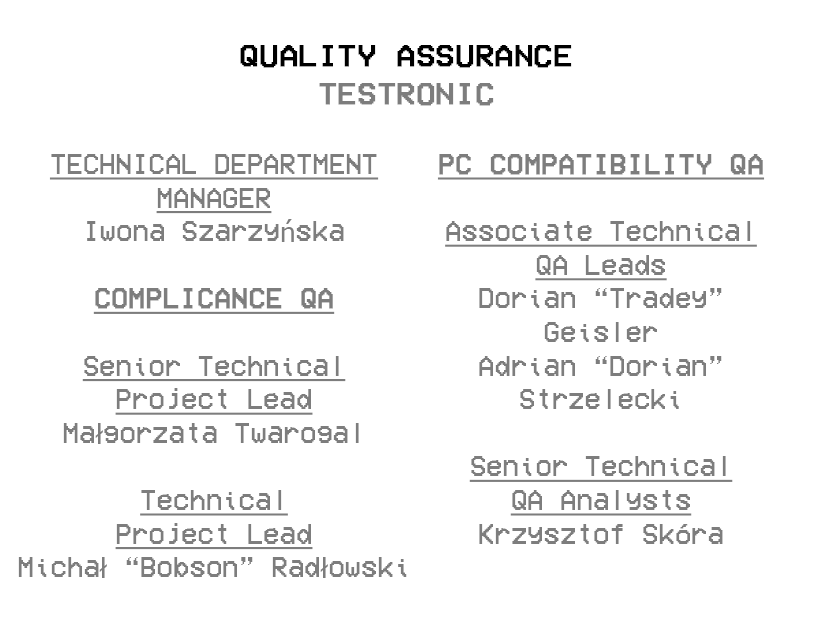 QUALITY ASSURANCE
TESTRONIC
TECHNICAL DEPARTMENT
MANAGER
Iwona Szarzyńska
COMPLICANCE QA
Senior Technical
Project Lead
Małgorzata Twarogal
Technical
Project Lead
Michał “Bobson” Radłowski
PC COMPATIBILITY QA
Associate Technical
QA Leads
Dorian “Tradey”
Geisler
Adrian “Dorian”
Strzelecki
Senior Technical
QA Analysts
Krzysztof Skóra